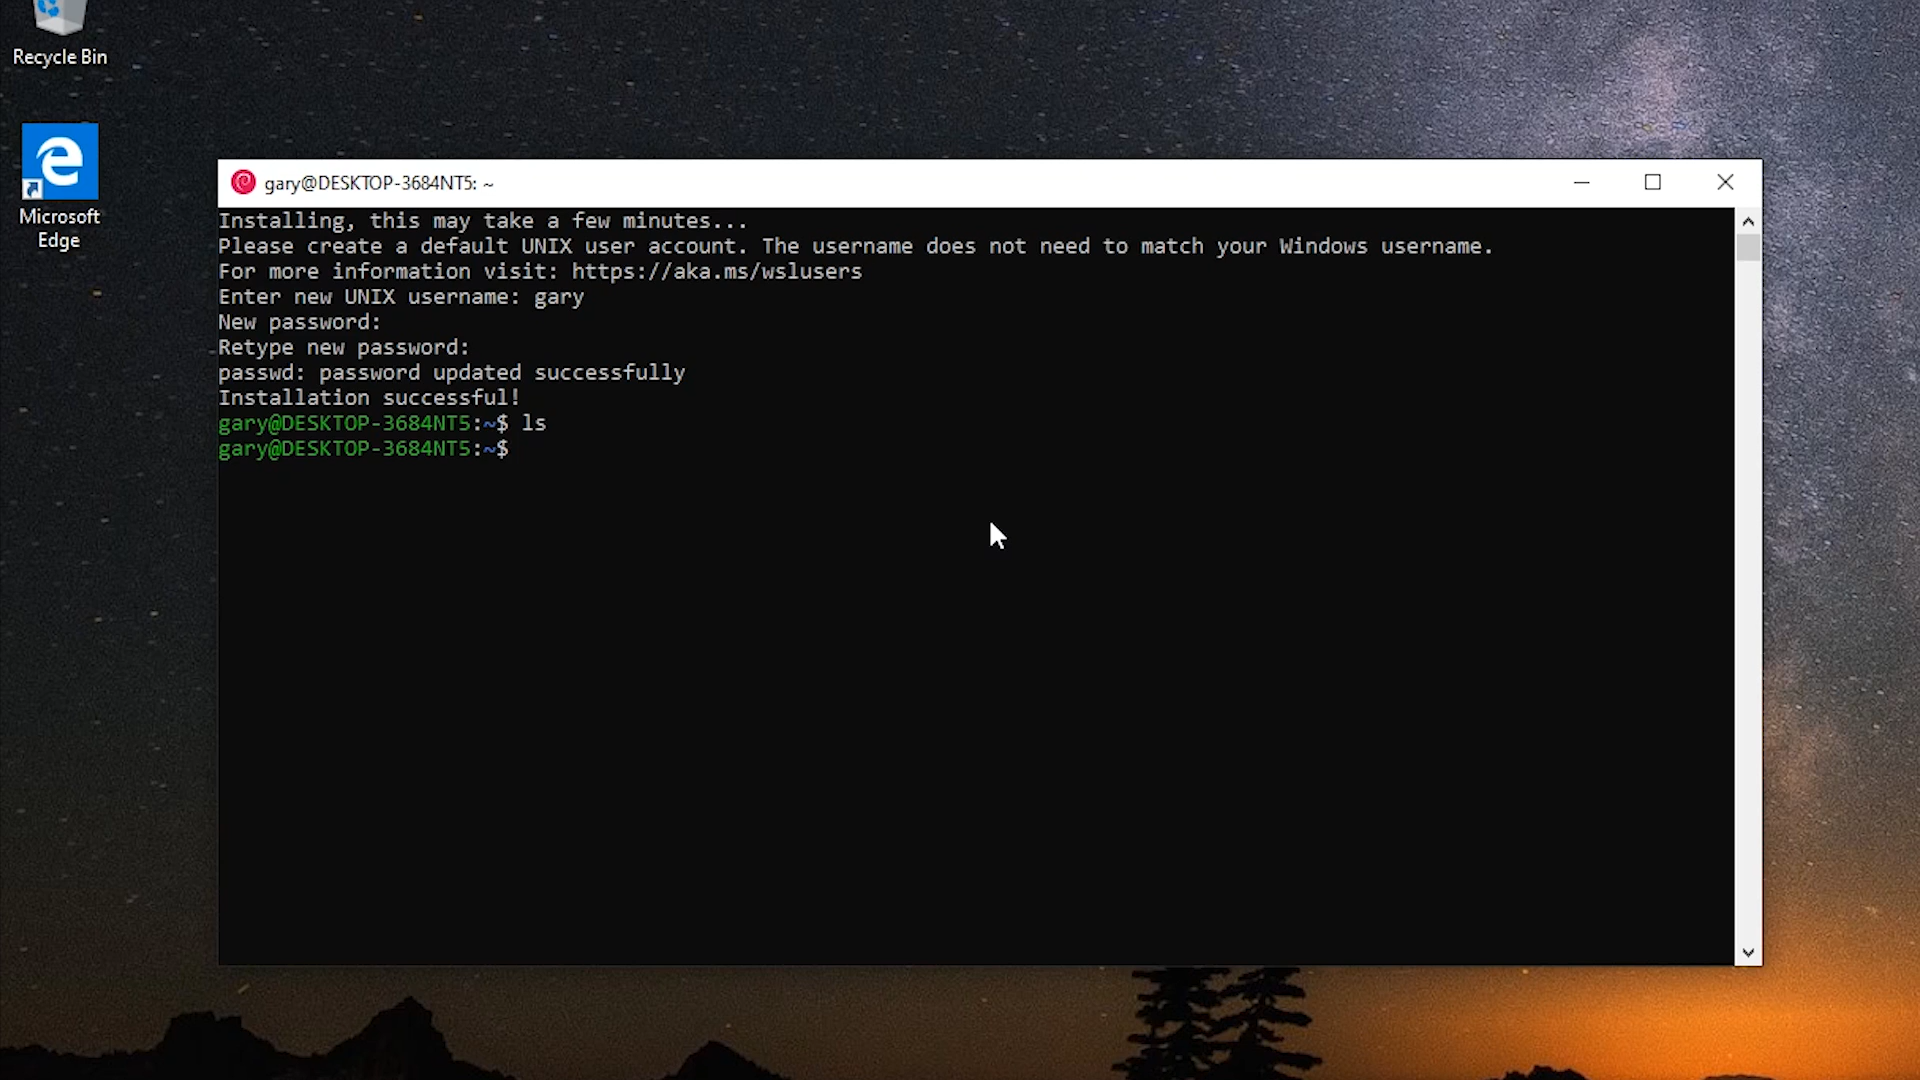 Recycle Bin
Microsoft
Edge
gary@DESKTOP-3684NT5: ~
Installing, this may take a few minutes...
Please create a default UNIX user account. The username does not need to match your Windows username.
For more information visit: https://aka.ms/wslusers
Enter new UNIX username: gary
New password:
Retype new password:
passwd: password updated successfully
Installation successful!
gary@DESKTOP-3684NT5:~$ ls
gary@DESKTOP-3684NT5:~$